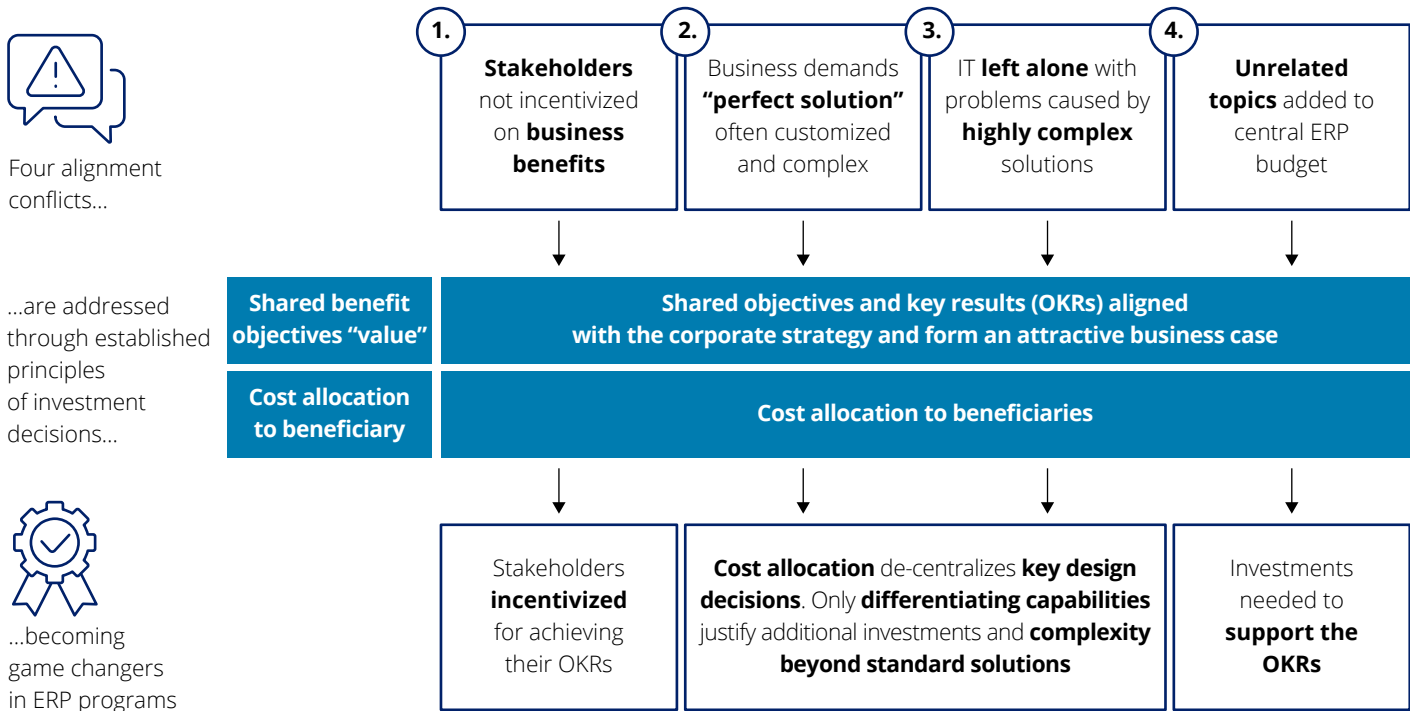 Four alignment
conflicts...
1.
Stakeholders
not incentivized
on business
benefits
2.
Business demands
“perfect solution”
often customized
and complex
3.
IT left alone with
problems caused by
highly complex
solutions
4.
Unrelated
topics added to
central ERP
budget
...are addressed
through established
principles
of investment
decisions...
Shared benefit
objectives “value”
Shared objectives and key results (OKRs) aligned
with the corporate strategy and form an attractive business case
Cost allocation
to beneficiary
Cost allocation to beneficiaries
...becoming
game changers
in ERP programs
Stakeholders
incentivized
for achieving
their OKRs
Cost allocation de-centralizes key design
decisions. Only differentiating capabilities
justify additional investments and complexity
beyond standard solutions
Investments
needed to
support the
OKRs